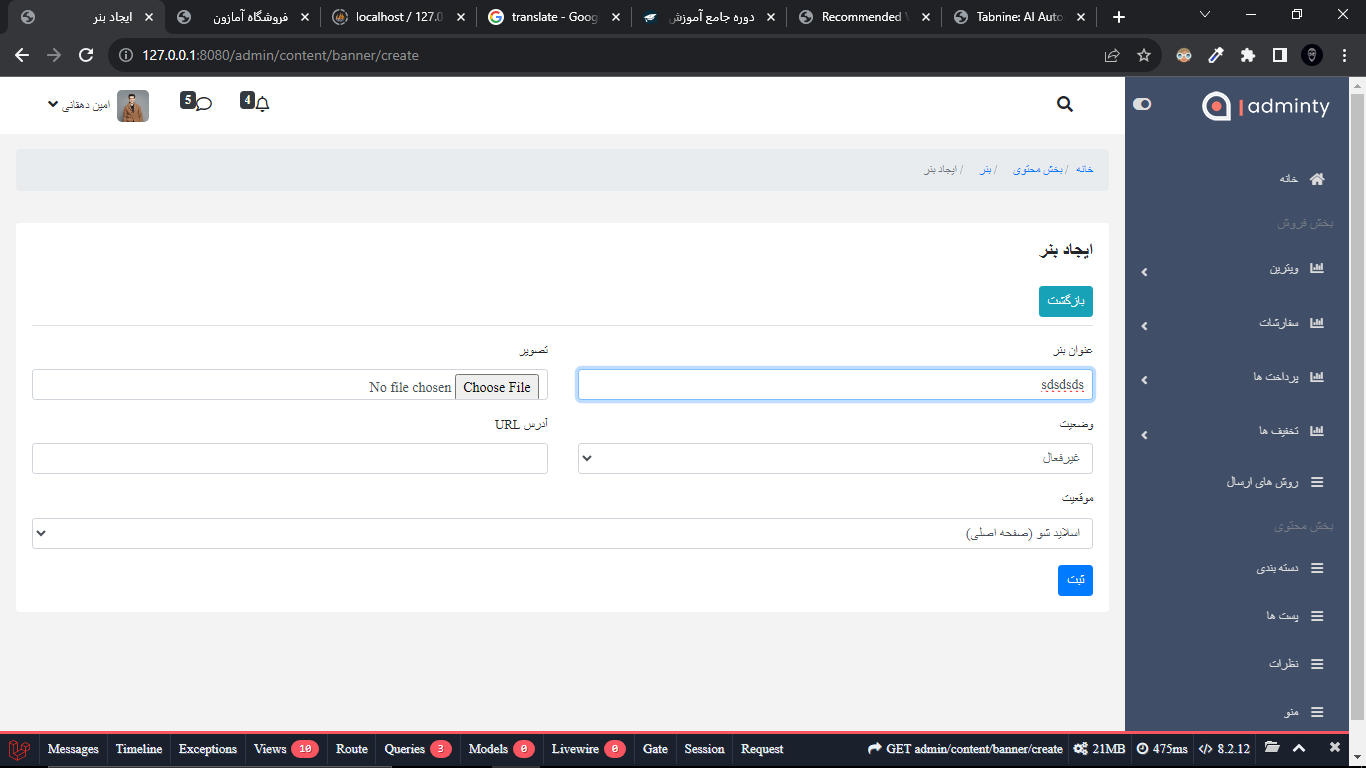 ایجاد بنر
فروشگاه آمازون
localhost / 127.0
translate - Goog
دوره جامع آموزش
Recommended
Tabnine: AI Auto
127.0.0.1:8080/admin/content/banner/create
امین دهقانی
5
4
adminty
خانه / بخش محتوی / بنر / ایجاد بنر
ایجاد بنر
بازگشت
عنوان بنر
sdsdsds
تصویر
Choose File No file chosen
وضعیت
غیرفعال
آدرس URL
موقعیت
اسلاید شو (صفحه اصلی)
ثبت
خانه
بخش فروش
ویترین
سفارشات
پرداخت ها
تخفیف ها
روش های ارسال
بخش محتوی
دسته بندی
پست ها
نظرات
منو
Messages Timeline Exceptions Views 10 Route Queries 3 Models 0 Livewire 0 Gate Session Request GET admin/content/banner/create 21MB 475ms 8.2.12